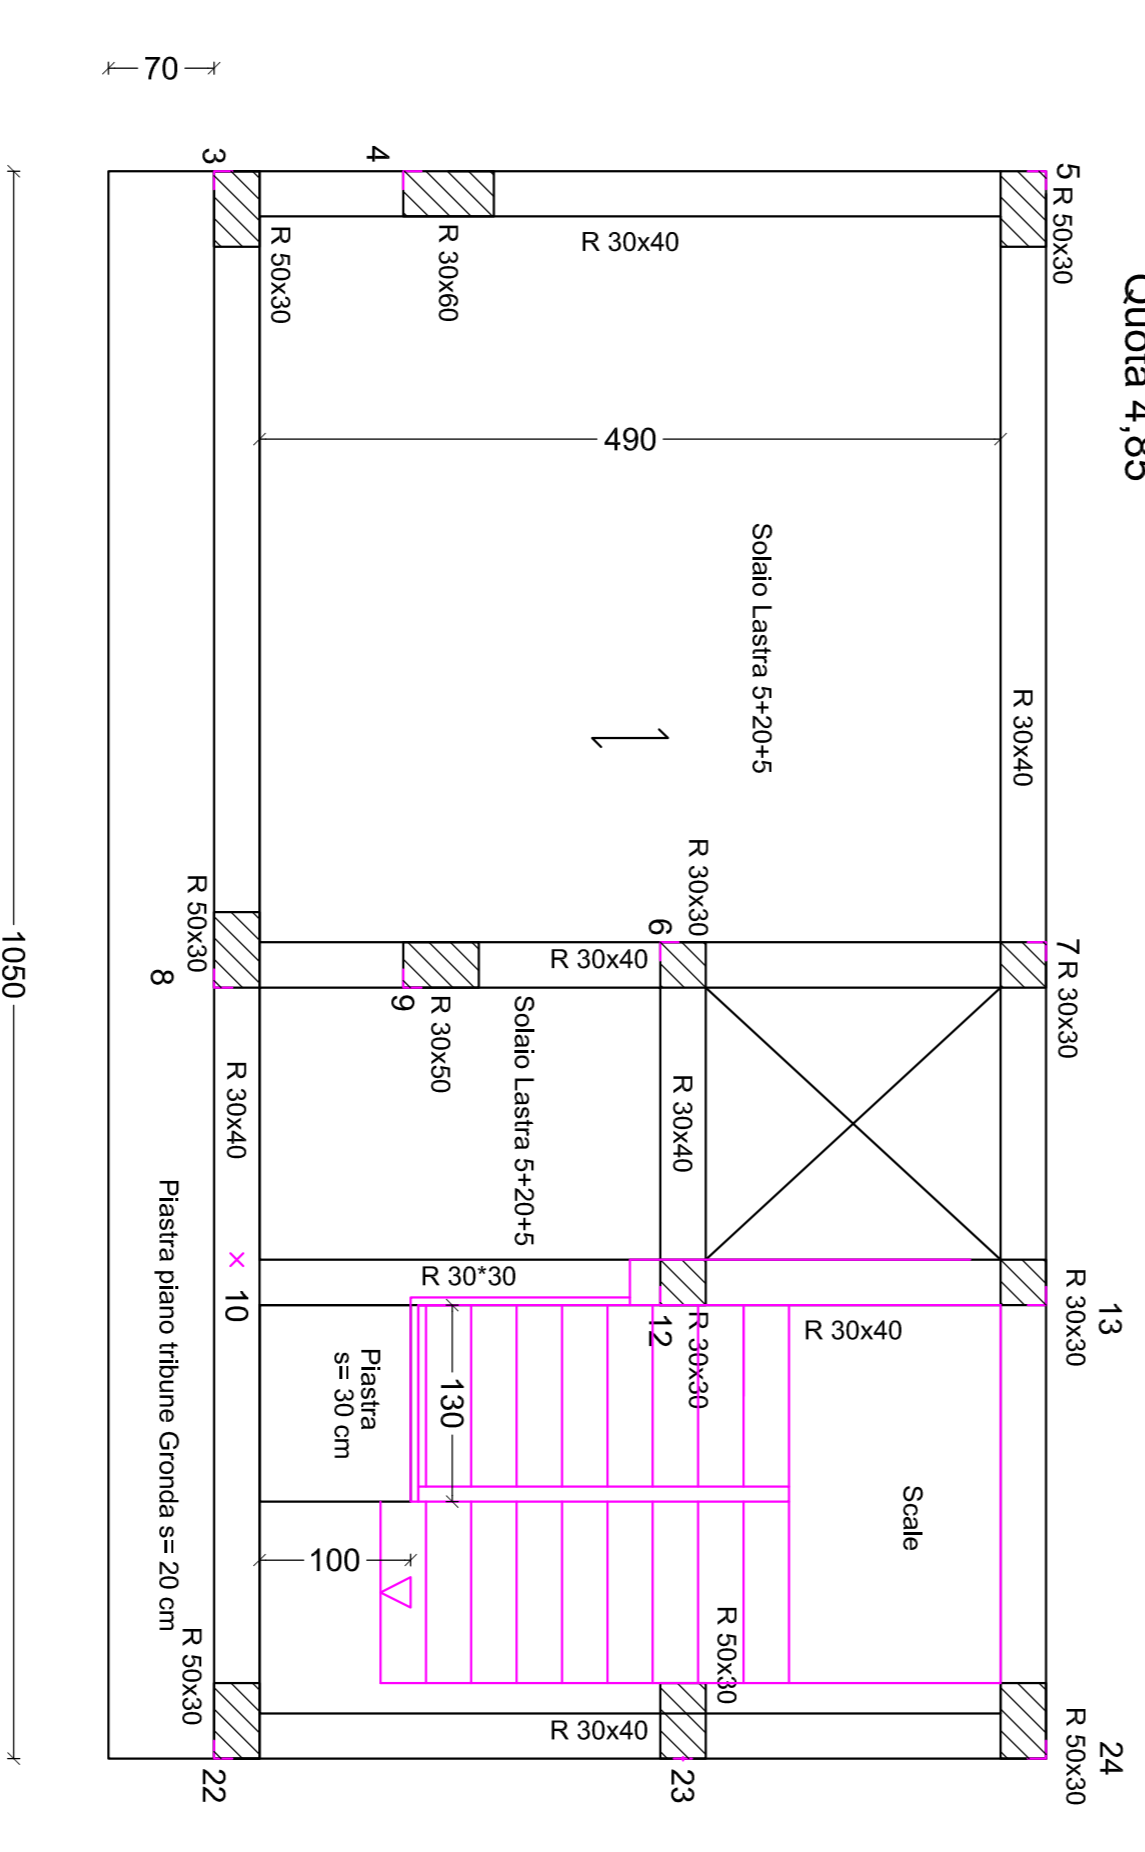 Quota 4,85
70
1050
490
130
100
3
4
5
R 50x30
R 50x30
R 30x60
R 30x40
R 30x40
Solaio Lastra 5+20+5
1
R 50x30
8
R 30x30
6
R 30x40
7
R 30x30
9
R 30x50
Solaio Lastra 5+20+5
R 30x40
R 30x40
10
R 30*30
12
R 30x30
R 30x40
13
R 30x30
Piastra
s= 30 cm
Piastra piano tribune Gronda s= 20 cm
Scale
R 50x30
R 50x30
R 30x40
22
23
24
R 50x30